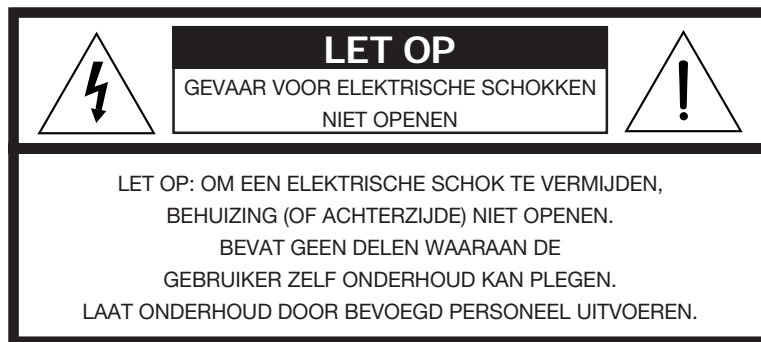 LET OP
GEVAAR VOOR ELEKTRISCHE SCHOKKEN
NIET OPENEN
LET OP: OM EEN ELEKTRISCHE SCHOK TE VERMIJDEN,
BEHUIZING (OF ACHTERZIJDE) NIET OPENEN.
BEVAT GEEN DELEN WAARAAN DE
GEBRUIKER ZELF ONDERHOUD KAN PLEGEN.
LAAT ONDERHOUD DOOR BEVOEGD PERSONEEL UITVOEREN.